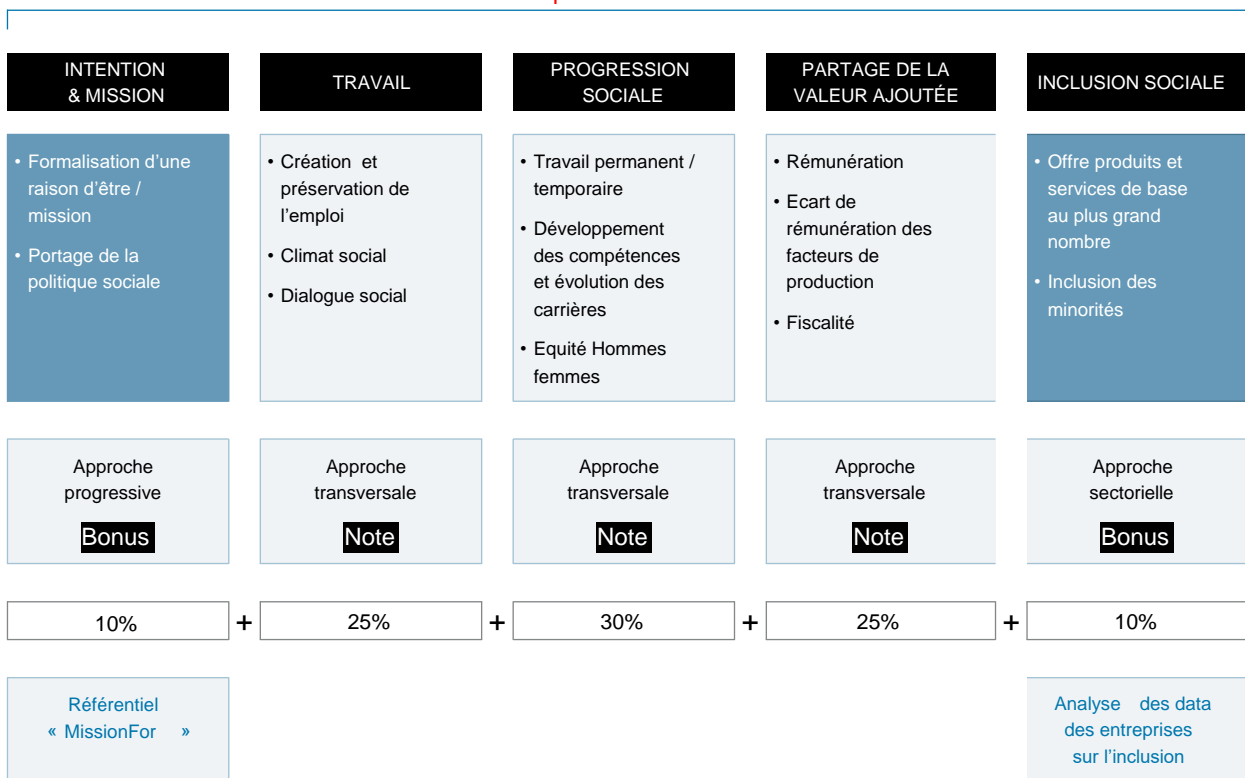 INTENTION
& MISSION
TRAVAIL
PROGRESSION
SOCIALE
PARTAGE DE LA
VALEUR AJOUTÉE
INCLUSION SOCIALE
• Formalisation d'une
raison d'être /
mission
• Portage de la
politique sociale
• Création et
préservation de
l'emploi
• Climat social
• Dialogue social
• Travail permanent /
temporaire
• Développement
des compétences
et évolution des
carrières
• Equité Hommes
femmes
• Rémunération
• Ecart de
rémunération des
facteurs de
production
• Fiscalité
• Offre produits et
services de base
au plus grand
nombre
• Inclusion des
minorités
Approche
progressive
Bonus
Approche
transversale
Note
Approche
transversale
Note
Approche
transversale
Note
Approche
sectorielle
Bonus
10% + 25% + 30% + 25% + 10%
Référentiel
« MissionFor »
Analyse des data
des entreprises
sur l'inclusion